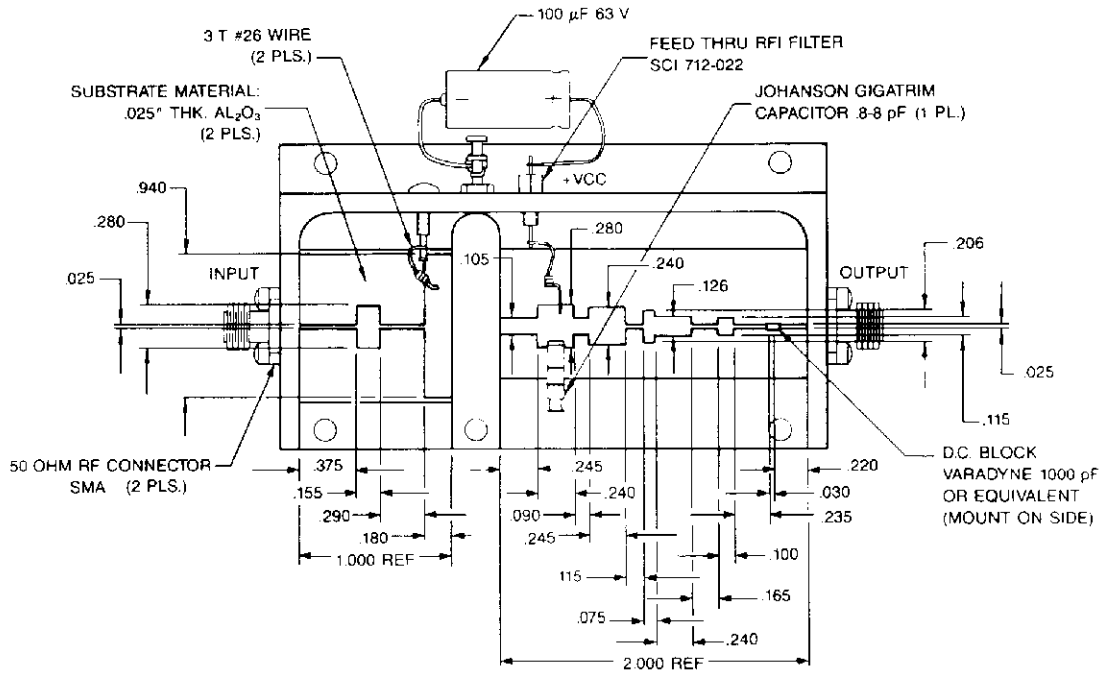 100 µF 63 V
3 T #26 WIRE
(2 PLS.)
FEED THRU RFI FILTER
SCI 712-022
SUBSTRATE MATERIAL:
.025" THK. AL₂O₃
(2 PLS.)
JOHANSON GIGATRIM
CAPACITOR .8-8 pF (1 PL.)
– +
+VCC
.940
.280
.025
INPUT
.105
.280
.240
.126
OUTPUT
.206
.025
.115
50 OHM RF CONNECTOR
SMA (2 PLS.)
D.C. BLOCK
VARADYNE 1000 pF
OR EQUIVALENT
(MOUNT ON SIDE)
.375
.155
.290
.180
1.000 REF
.245
.240
.090
.245
115
.075
.240
.165
.100
.235
.030
.220
2.000 REF